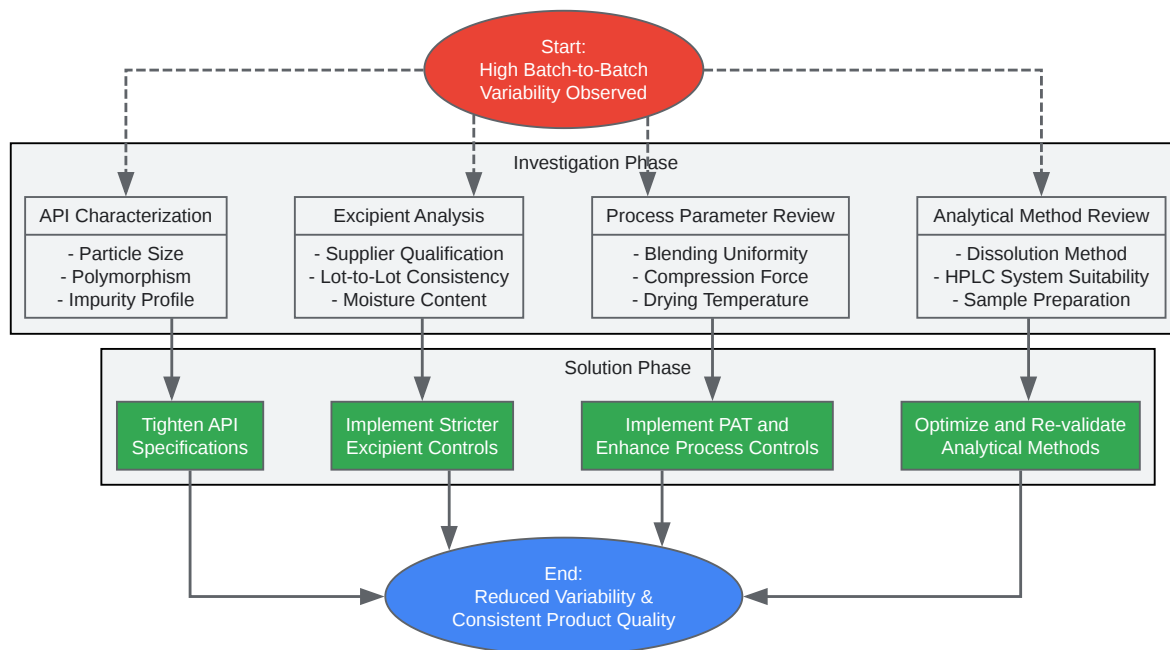 Start:
High Batch-to-Batch
Variability Observed
Investigation Phase
API Characterization
- Particle Size
- Polymorphism
- Impurity Profile
Excipient Analysis
- Supplier Qualification
- Lot-to-Lot Consistency
- Moisture Content
Process Parameter Review
- Blending Uniformity
- Compression Force
- Drying Temperature
Analytical Method Review
- Dissolution Method
- HPLC System Suitability
- Sample Preparation
Solution Phase
Tighten API
Specifications
Implement Stricter
Excipient Controls
Implement PAT and
Enhance Process Controls
Optimize and Re-validate
Analytical Methods
End:
Reduced Variability &
Consistent Product Quality